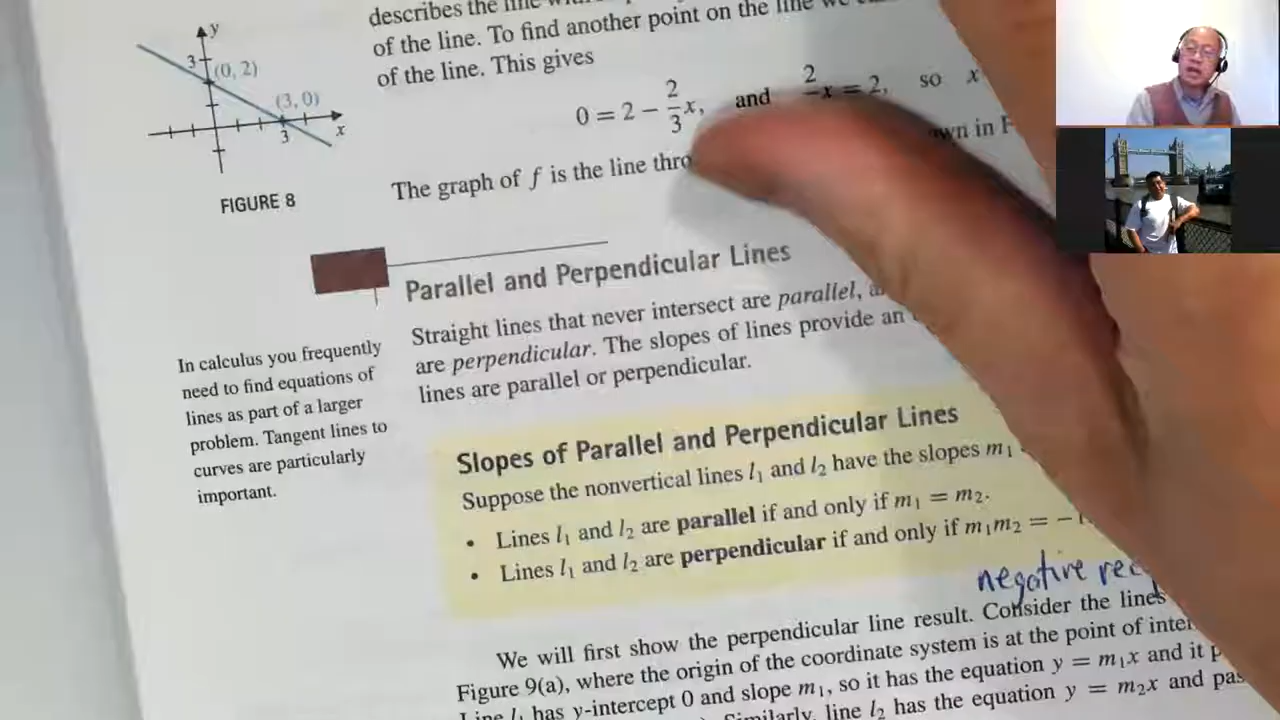 describes the line
of the line. To find another point on the line we
of the line. This gives
0 = 2 − 2/3 x, and 2/3 x = 2, so x
The graph of f is the line thro
y
3
(0, 2)
(3, 0)
3
x
FIGURE 8
Parallel and Perpendicular Lines
Straight lines that never intersect are parallel,
are perpendicular. The slopes of lines provide an
lines are parallel or perpendicular.
In calculus you frequently
need to find equations of
lines as part of a larger
problem. Tangent lines to
curves are particularly
important.
Slopes of Parallel and Perpendicular Lines
Suppose the nonvertical lines l₁ and l₂ have the slopes m₁
• Lines l₁ and l₂ are parallel if and only if m₁ = m₂.
• Lines l₁ and l₂ are perpendicular if and only if m₁m₂ = −1
negative rec
We will first show the perpendicular line result. Consider the lines
Figure 9(a), where the origin of the coordinate system is at the point of inter
Line l₁ has y-intercept 0 and slope m₁, so it has the equation y = m₁x and it p
Similarly, line l₂ has the equation y = m₂x and pas